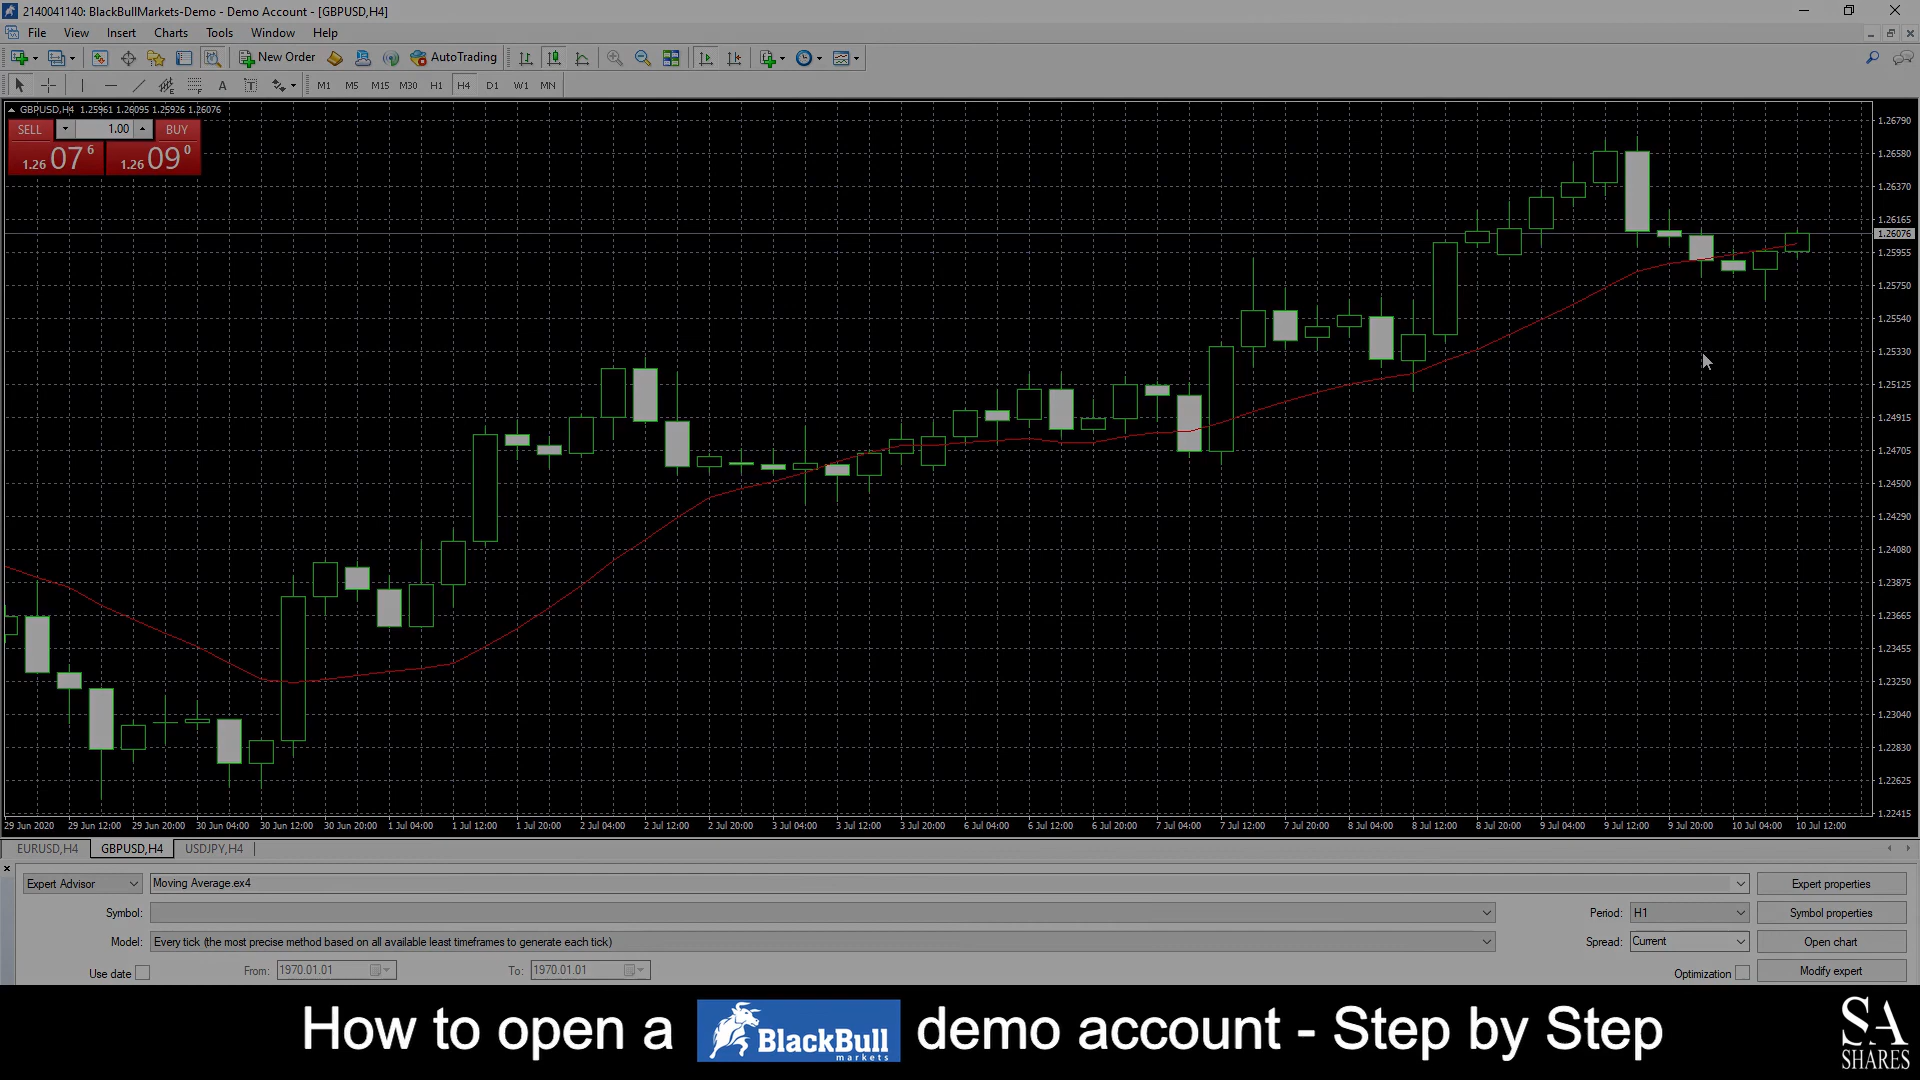 2140041140: BlackBullMarkets-Demo - Demo Account - [GBPUSD,H4]
File View Insert Charts Tools Window Help
New Order AutoTrading
A T M1 M5 M15 M30 H1 H4 D1 W1 MN
GBPUSD,H4 1.25961 1.26095 1.25926 1.26076
SELL 1.00 BUY
1.26 07 6 1.26 09 0
1.26790
1.26580
1.26370
1.26165
1.26076
1.25955
1.25750
1.25540
1.25330
1.25125
1.24915
1.24705
1.24500
1.24290
1.24080
1.23875
1.23665
1.23455
1.23250
1.23040
1.22830
1.22625
1.22415
29 Jun 2020 29 Jun 12:00 29 Jun 20:00 30 Jun 04:00 30 Jun 12:00 30 Jun 20:00 1 Jul 04:00 1 Jul 12:00 1 Jul 20:00 2 Jul 04:00 2 Jul 12:00 2 Jul 20:00 3 Jul 04:00 3 Jul 12:00 3 Jul 20:00 6 Jul 04:00 6 Jul 12:00 6 Jul 20:00 7 Jul 04:00 7 Jul 12:00 7 Jul 20:00 8 Jul 04:00 8 Jul 12:00 8 Jul 20:00 9 Jul 04:00 9 Jul 12:00 9 Jul 20:00 10 Jul 04:00 10 Jul 12:00
EURUSD,H4 GBPUSD,H4 USDJPY,H4
Expert Advisor Moving Average.ex4 Expert properties
Symbol: Period: H1 Symbol properties
Model: Every tick (the most precise method based on all available least timeframes to generate each tick) Spread: Current Open chart
Use date From: 1970.01.01 To: 1970.01.01 Optimization Modify expert
How to open a BlackBull markets demo account - Step by Step
SA
SHARES